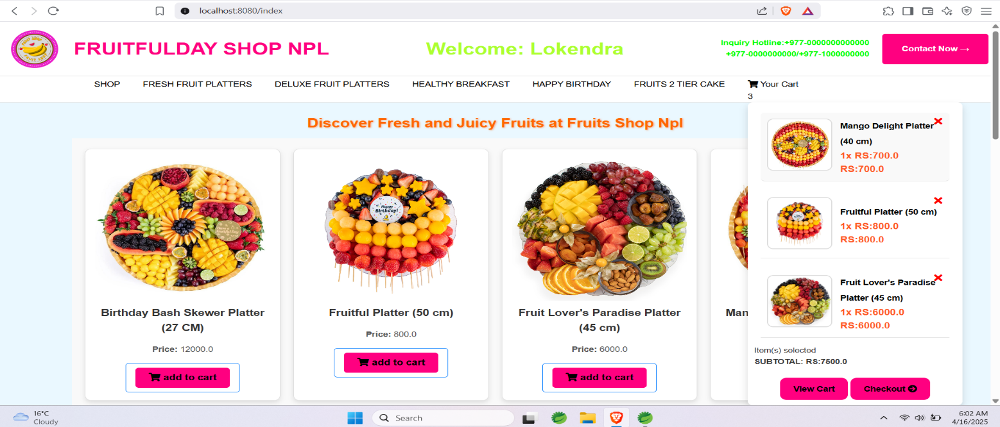 localhost:8080/index
FRUITFULDAY SHOP NPL
Welcome: Lokendra
Inquiry Hotline:+977-0000000000000
+977-0000000000/+977-1000000000
Contact Now →
SHOP FRESH FRUIT PLATTERS DELUXE FRUIT PLATTERS HEALTHY BREAKFAST HAPPY BIRTHDAY FRUITS 2 TIER CAKE Your Cart
3
Discover Fresh and Juicy Fruits at Fruits Shop Npl
Happy
Birthday!
Birthday Bash Skewer Platter
(27 CM)
Price: 12000.0
add to cart
Fruitful Platter (50 cm)
Price: 800.0
add to cart
Fruit Lover's Paradise Platter
(45 cm)
Price: 6000.0
add to cart
Man
Mango Delight Platter
(40 cm)
1x RS:700.0
RS:700.0
Fruitful Platter (50 cm)
1x RS:800.0
RS:800.0
Fruit Lover's Paradise
Platter (45 cm)
1x RS:6000.0
RS:6000.0
Item(s) selected
SUBTOTAL: RS:7500.0
View Cart
Checkout
16°C
Cloudy
Search
6:02 AM
4/16/2025